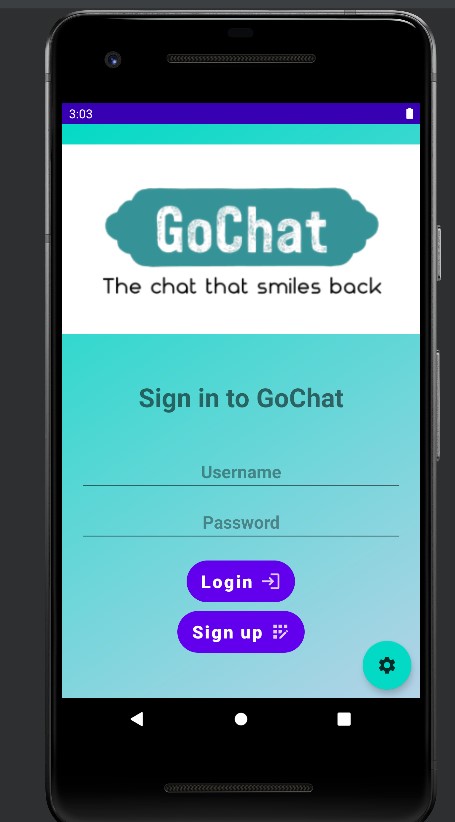 3:03
GoChat
The chat that smiles back
Sign in to GoChat
Username
Password
Login
Sign up